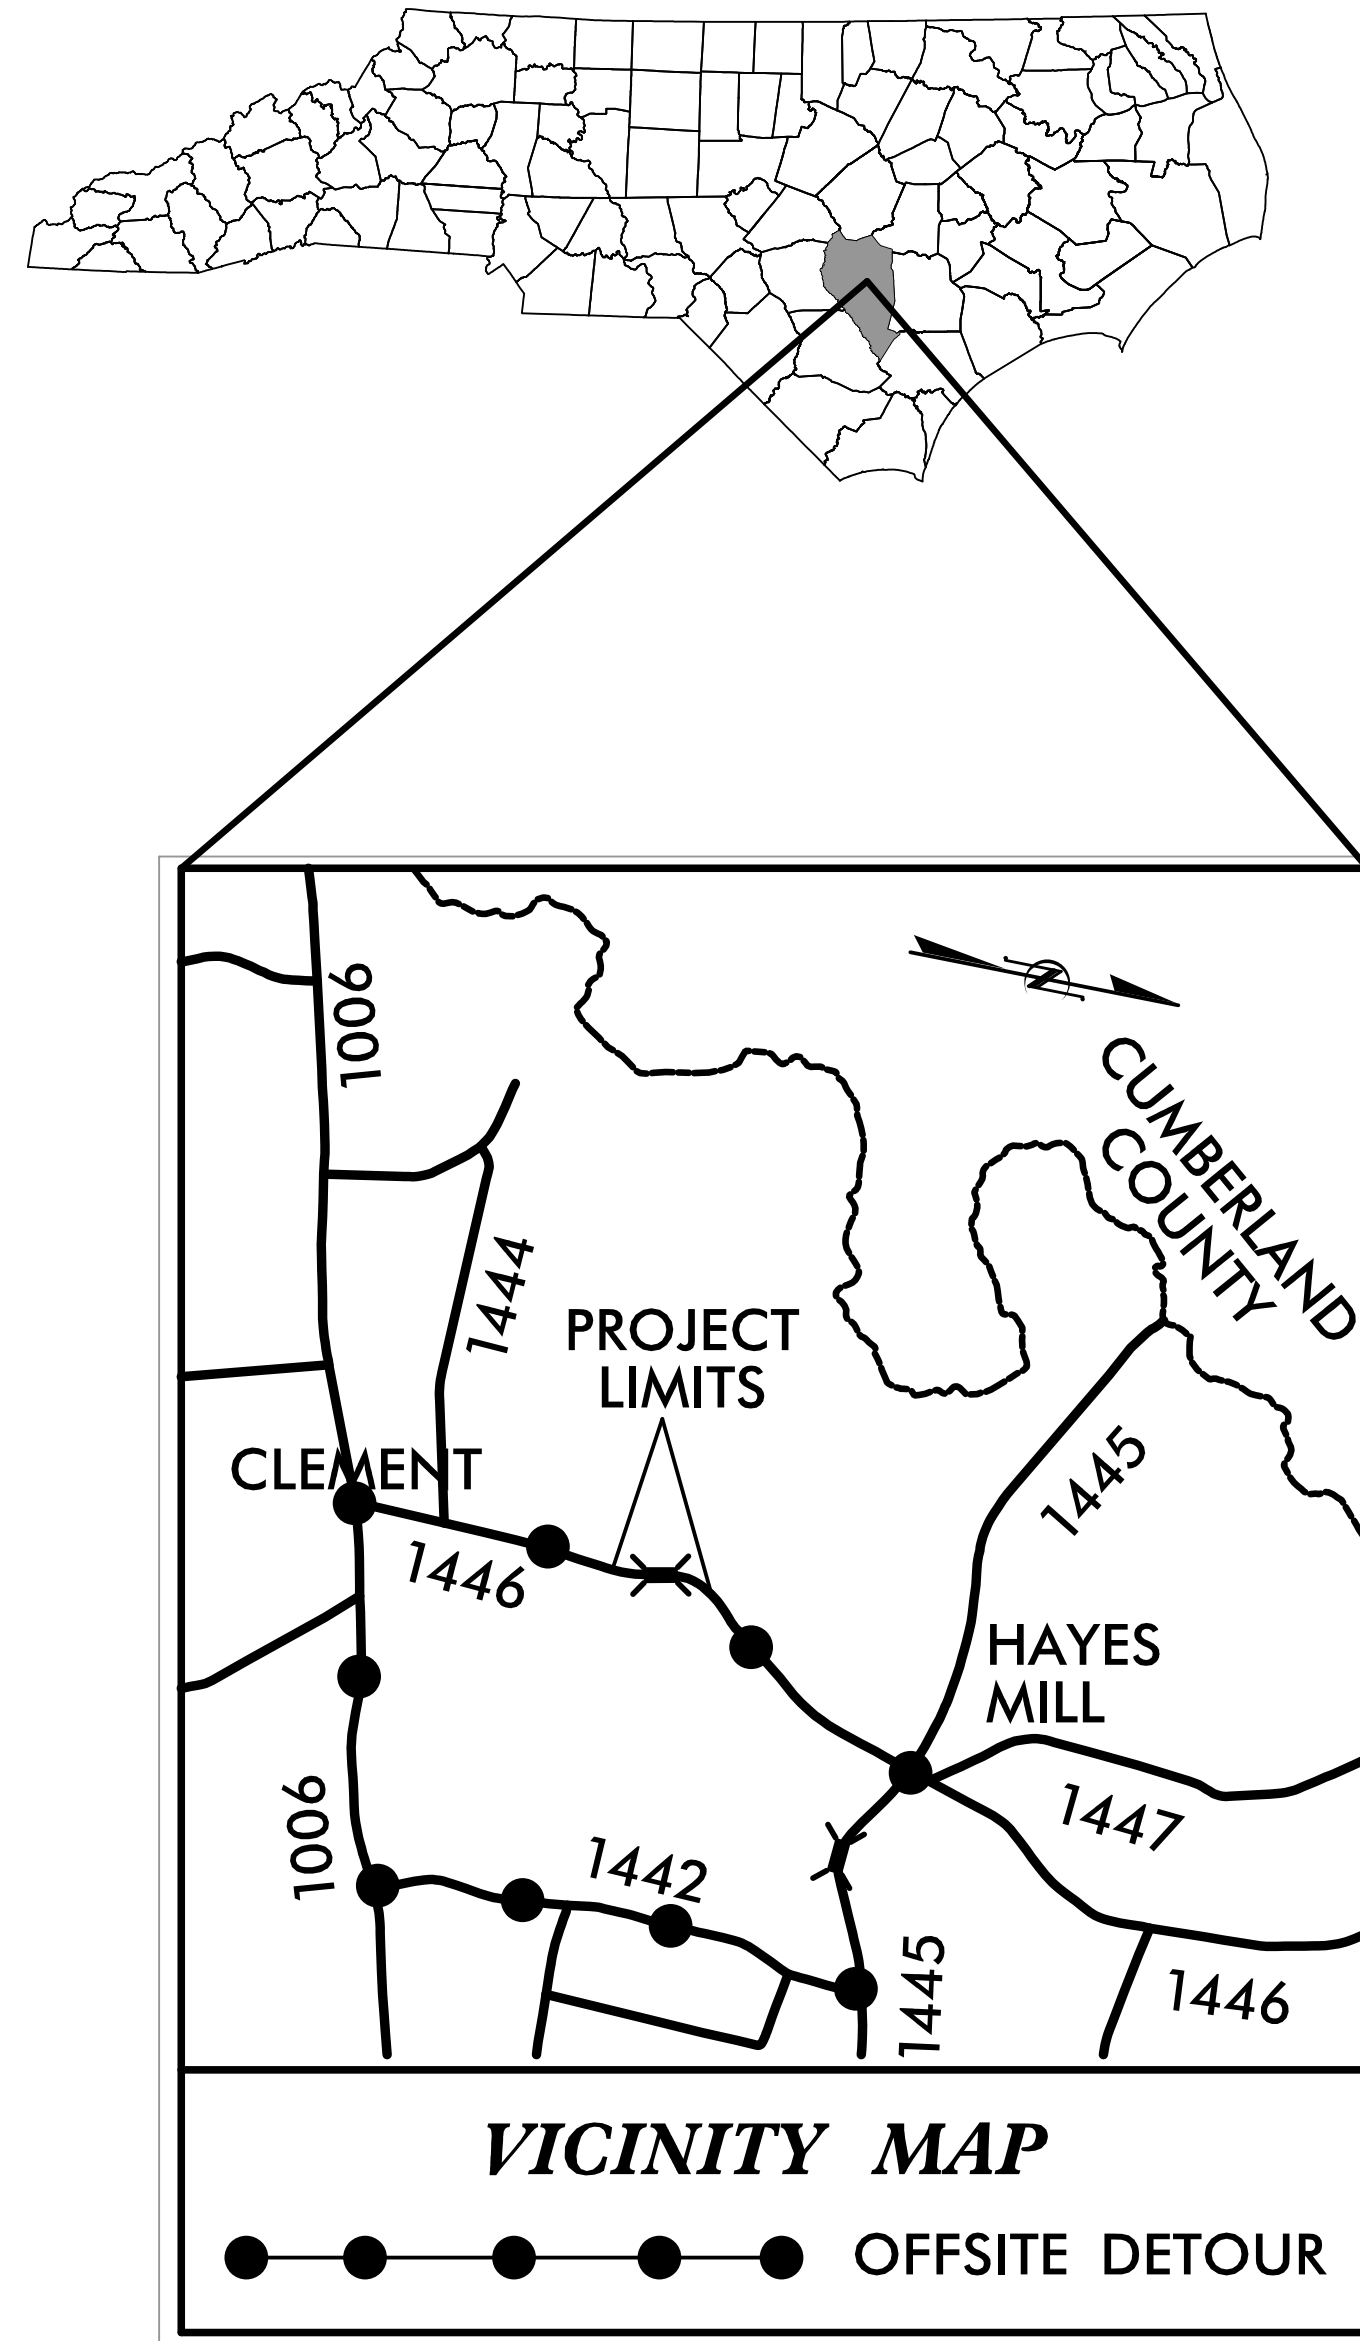 1006
CUMBERLAND
COUNTY
1444
PROJECT
LIMITS
1445
CLEMENT
1446
HAYES
MILL
1006
1447
1442
1445
1446
VICINITY MAP
OFFSITE DETOUR